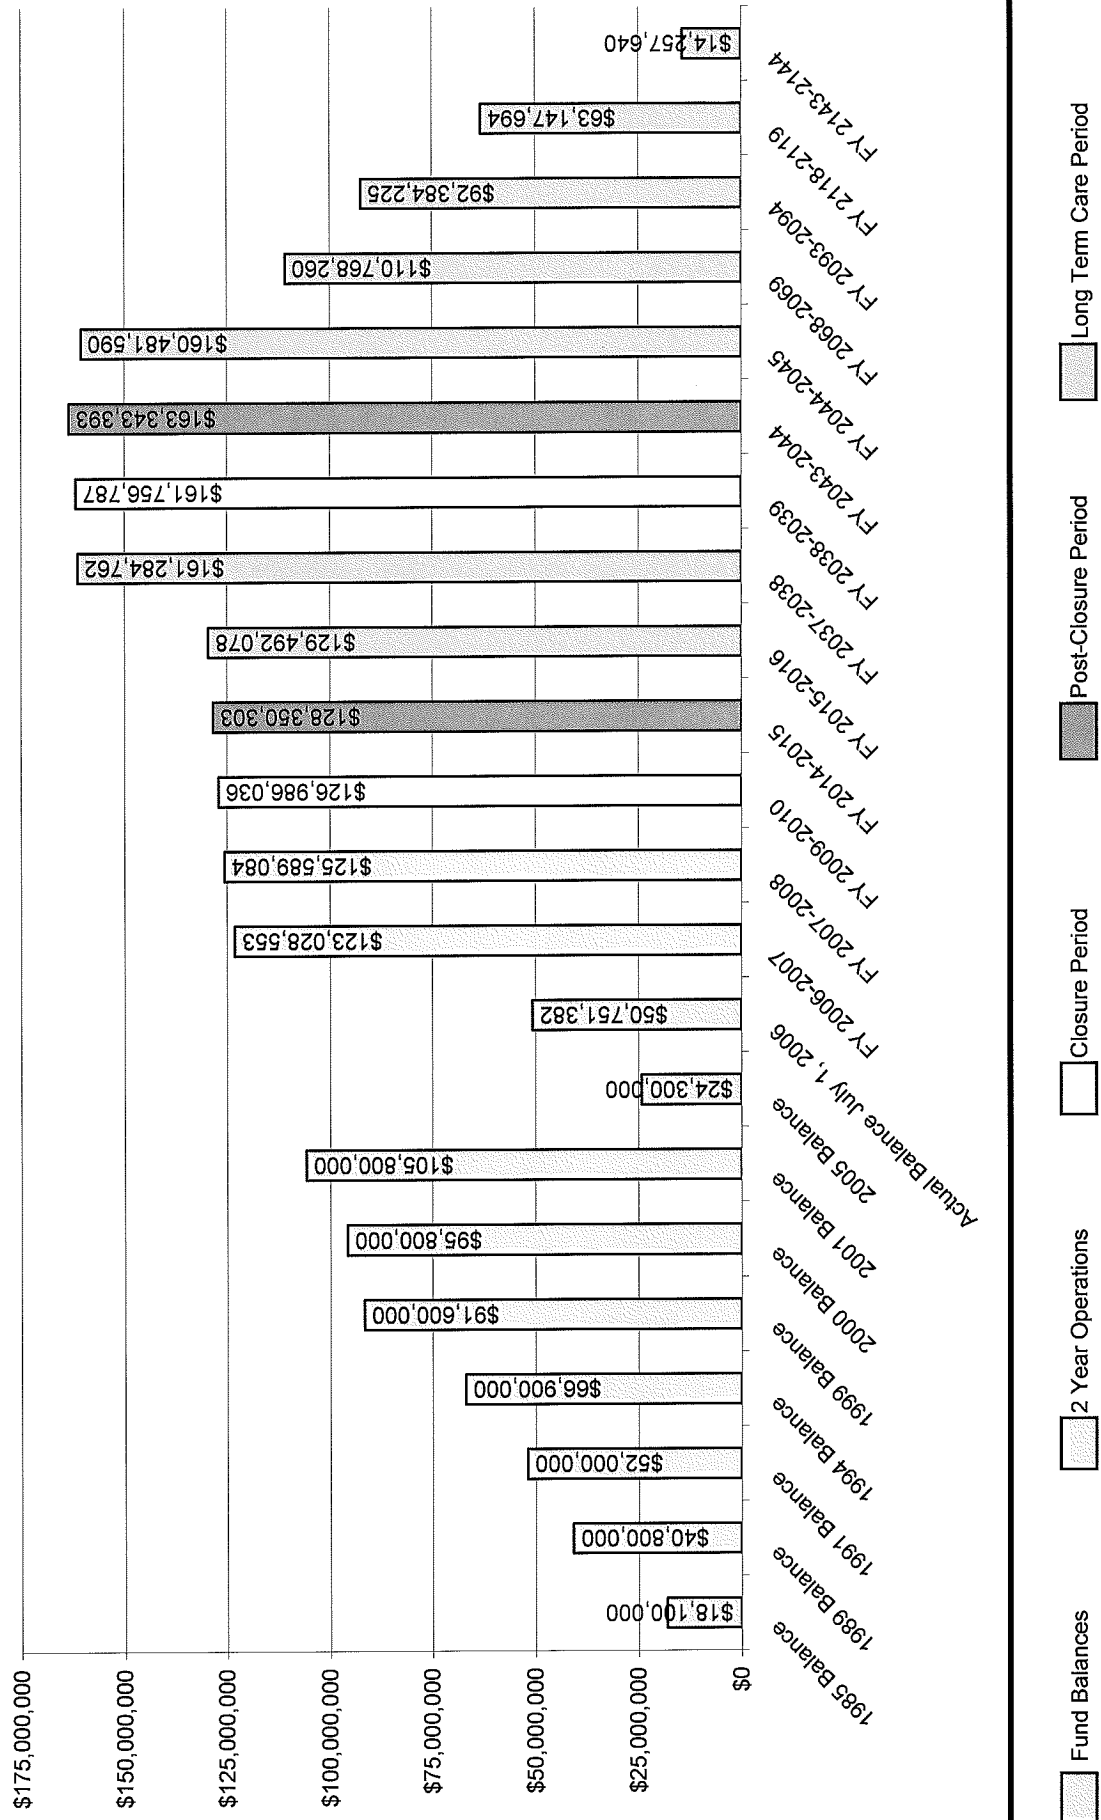 $175,000,000
$150,000,000
$125,000,000
$100,000,000
$75,000,000
$50,000,000
$25,000,000
$0
$18,100,000
$40,800,000
$52,000,000
$66,900,000
$91,600,000
$95,800,000
$105,800,000
$24,300,000
$50,751,382
$123,028,553
$125,589,084
$126,986,036
$128,350,303
$129,492,078
$161,284,762
$161,756,787
$163,343,393
$160,481,590
$110,768,260
$92,384,225
$63,147,694
$14,257,640
1985 Balance
1989 Balance
1991 Balance
1994 Balance
1999 Balance
2000 Balance
2001 Balance
2005 Balance
Actual Balance July 1, 2006
FY 2006-2007
FY 2007-2008
FY 2009-2010
FY 2014-2015
FY 2015-2016
FY 2037-2038
FY 2038-2039
FY 2043-2044
FY 2044-2045
FY 2068-2069
FY 2093-2094
FY 2118-2119
FY 2143-2144
Fund Balances
2 Year Operations
Closure Period
Post-Closure Period
Long Term Care Period